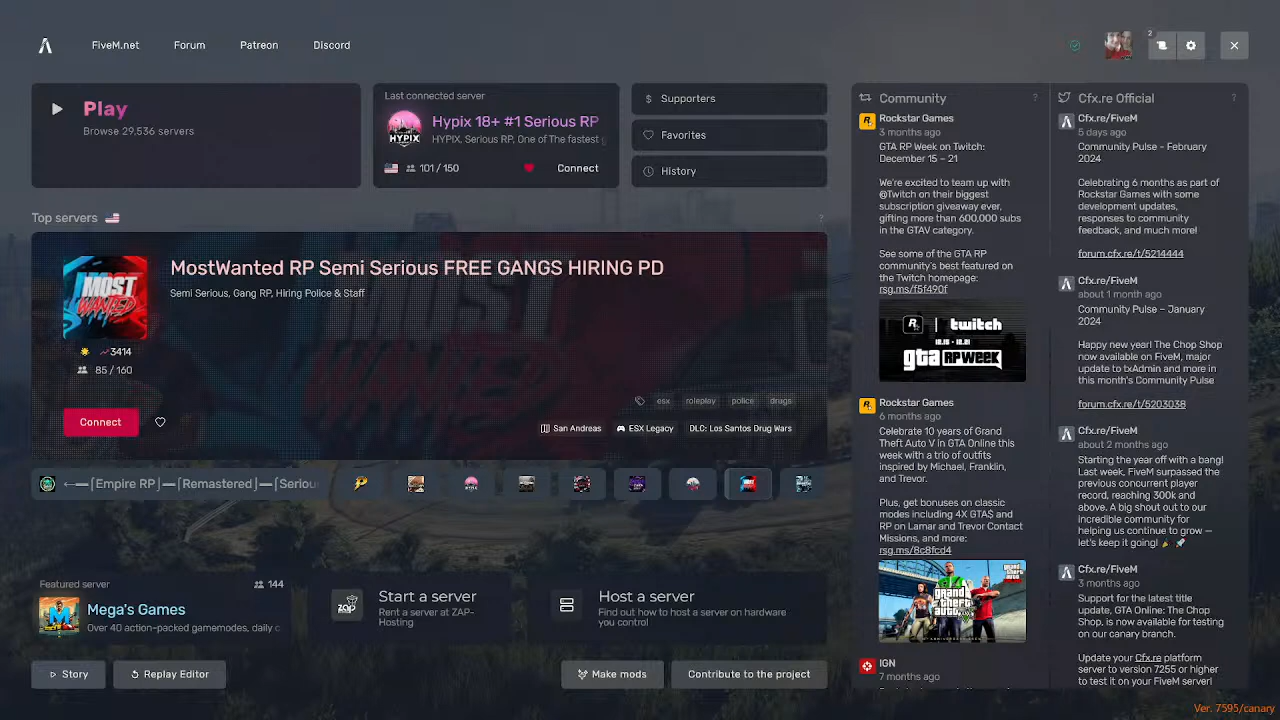 FiveM.net
Forum
Patreon
Discord
2
Play
Browse 29,536 servers
Last connected server
Hypix 18+ #1 Serious RP
HYPIX, Serious RP, One of The fastest
HYPIX
101 / 150
Connect
Supporters
Favorites
History
Top servers
?
MOST
WANTED
MostWanted RP Semi Serious FREE GANGS HIRING PD
Semi Serious, Gang RP, Hiring Police & Staff
3414
85 / 160
Connect
esx
roleplay
police
drugs
San Andreas
ESX Legacy
DLC: Los Santos Drug Wars
←—⌈Empire RP⌋—⌈Remastered⌋—⌈Seriou
Featured server
144
Mega's Games
Over 40 action-packed gamemodes, daily c
ZAP
Start a server
Rent a server at ZAP-
Hosting
Host a server
Find out how to host a server on hardware
you control
Story
Replay Editor
Make mods
Contribute to the project
Community
?
Rockstar Games
3 months ago
GTA RP Week on Twitch:
December 15 – 21
We're excited to team up with
@Twitch on their biggest
subscription giveaway ever,
gifting more than 600,000 subs
in the GTAV category.
See some of the GTA RP
community's best featured on
the Twitch homepage:
rsg.ms/f5f490f
twitch
12.15 - 12.21
gta RP WEEK
Rockstar Games
6 months ago
Celebrate 10 years of Grand
Theft Auto V in GTA Online this
week with a trio of outfits
inspired by Michael, Franklin,
and Trevor.
Plus, get bonuses on classic
modes including 4X GTA$ and
RP on Lamar and Trevor Contact
Missions, and more:
rsg.ms/8c8fcd4
grand
theft
auto
IGN
7 months ago
Cfx.re Official
?
Cfx.re/FiveM
5 days ago
Community Pulse - February
2024
Celebrating 6 months as part of
Rockstar Games with some
development updates,
responses to community
feedback, and much more!
forum.cfx.re/t/5214444
Cfx.re/FiveM
about 1 month ago
Community Pulse – January
2024
Happy new year! The Chop Shop
now available on FiveM, major
update to txAdmin and more in
this month's Community Pulse
forum.cfx.re/t/5203038
Cfx.re/FiveM
about 2 months ago
Starting the year off with a bang!
Last week, FiveM surpassed the
previous concurrent player
record, reaching 300k and
above. A big shout out to our
incredible community for
helping us continue to grow —
let's keep it going!
Cfx.re/FiveM
3 months ago
Support for the latest title
update, GTA Online: The Chop
Shop, is now available for testing
on our canary branch.
Update your Cfx.re platform
server to version 7255 or higher
to test it on your FiveM server!
Ver. 7595/canary